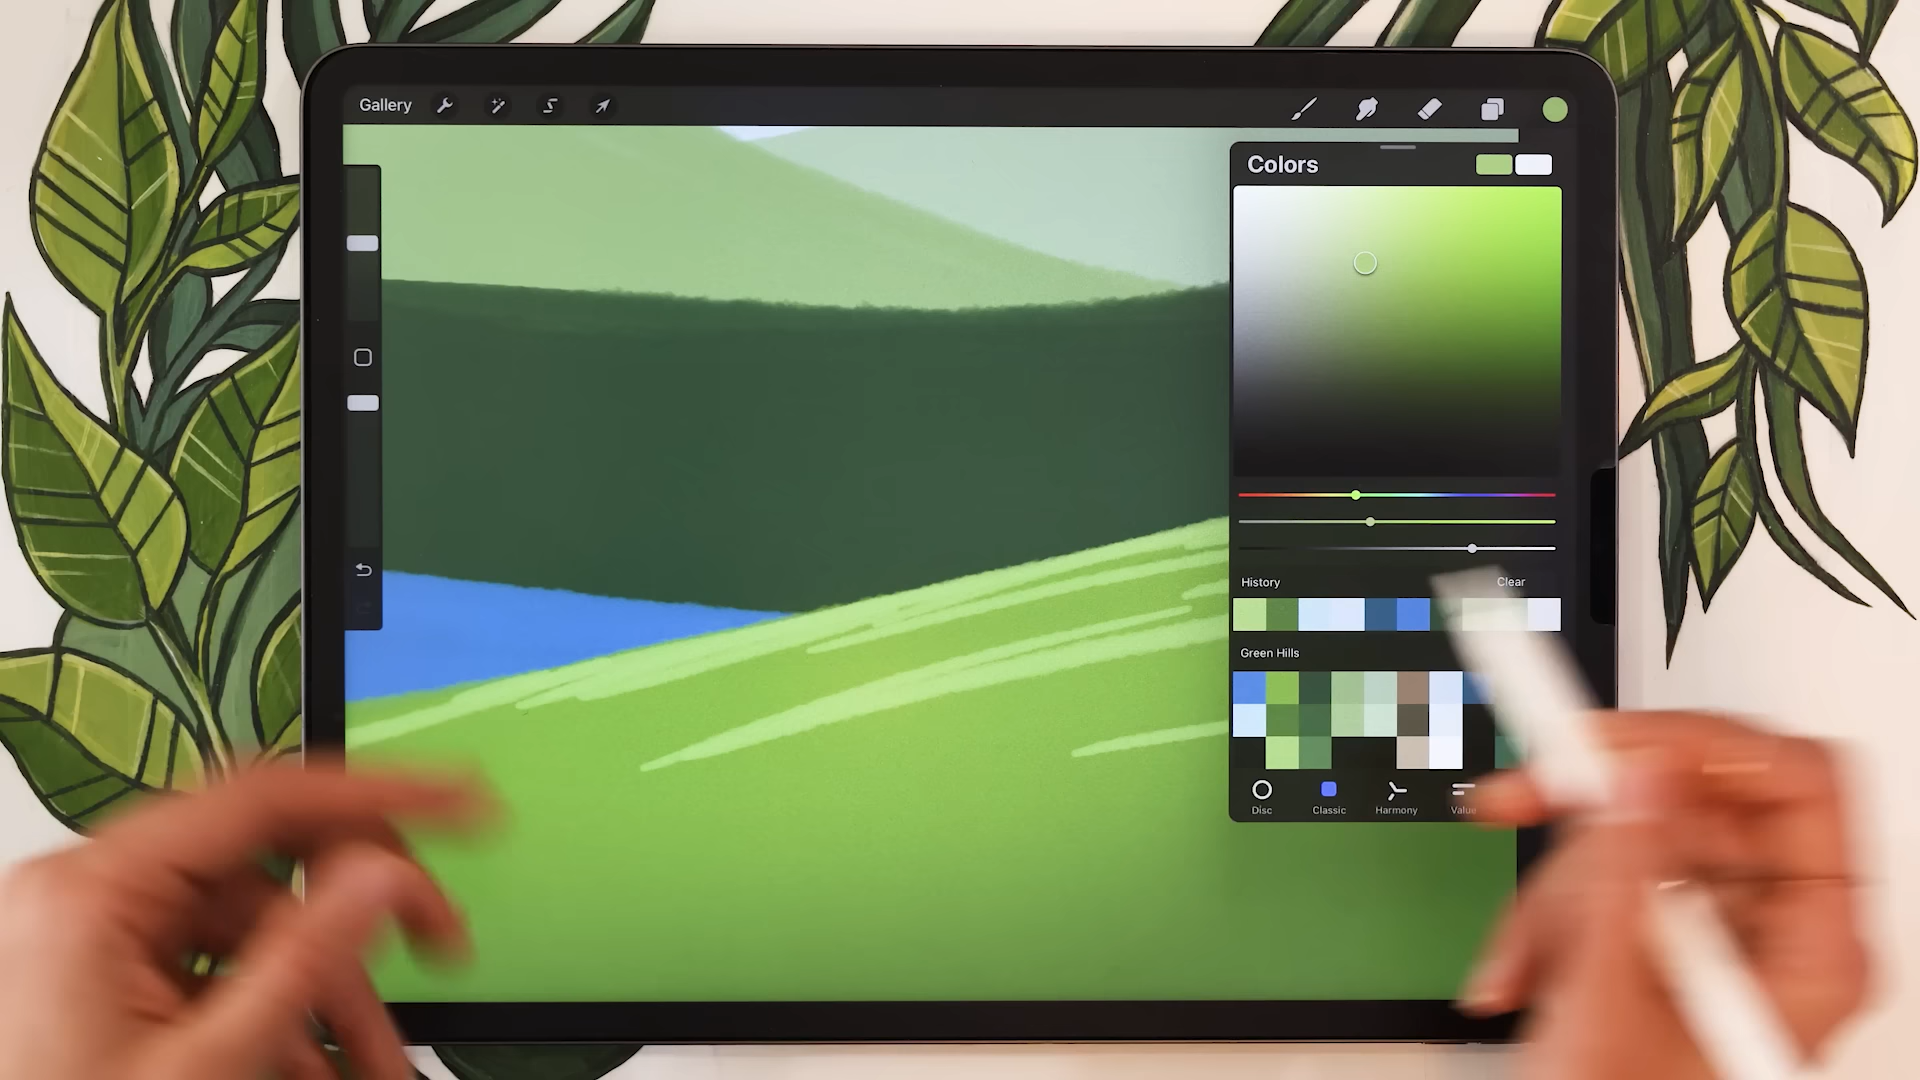 Gallery
Colors
History Clear
Green Hills
Disc Classic Harmony Value